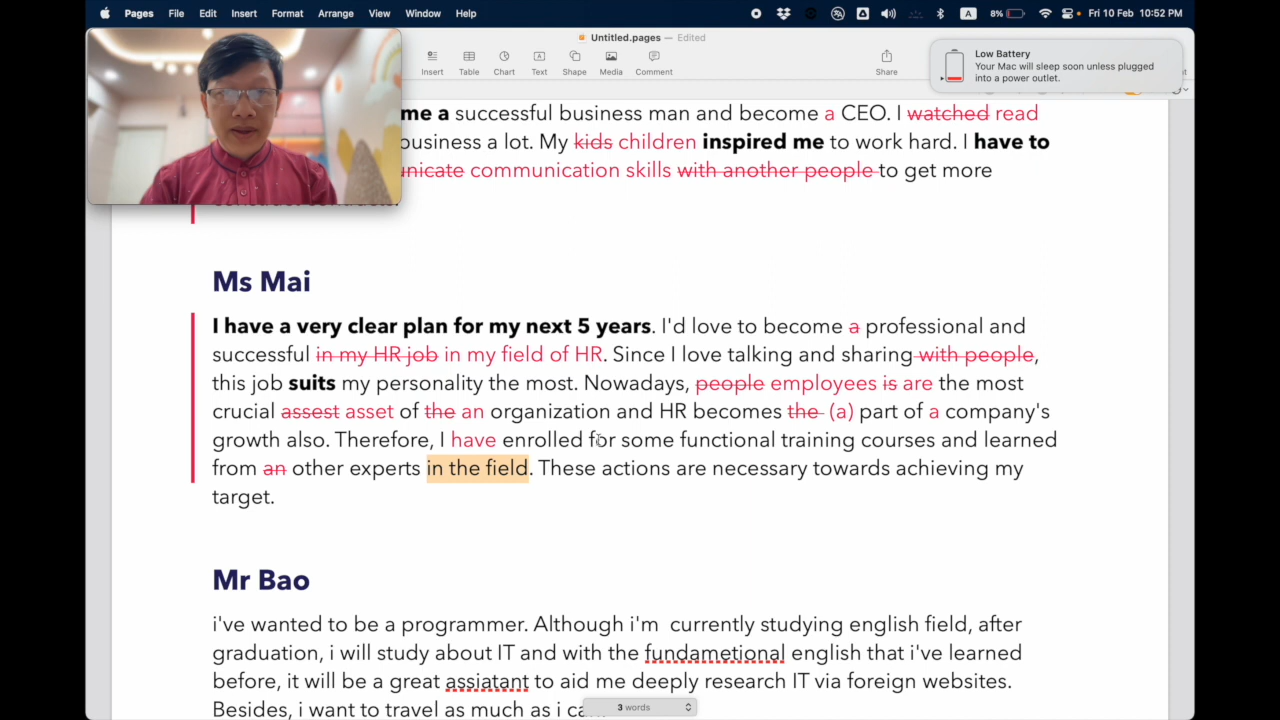 Pages File Edit Insert Format Arrange View Window Help A 8% Fri 10 Feb 10:52 PM
Untitled.pages — Edited
Insert Table Chart Text Shape Media Comment Share
Low Battery
Your Mac will sleep soon unless plugged
into a power outlet.
me a successful business man and become a CEO. I watched read
business a lot. My kids children inspired me to work hard. I have to
nicate communication skills with another people to get more
Ms Mai
I have a very clear plan for my next 5 years. I'd love to become a professional and
successful in my HR job in my field of HR. Since I love talking and sharing with people,
this job suits my personality the most. Nowadays, people employees is are the most
crucial assest asset of the an organization and HR becomes the (a) part of a company's
growth also. Therefore, I have enrolled for some functional training courses and learned
from an other experts in the field. These actions are necessary towards achieving my
target.
Mr Bao
i've wanted to be a programmer. Although i'm currently studying english field, after
graduation, i will study about IT and with the fundametional english that i've learned
before, it will be a great assiatant to aid me deeply research IT via foreign websites.
Besides, i want to travel as much as i
3 words